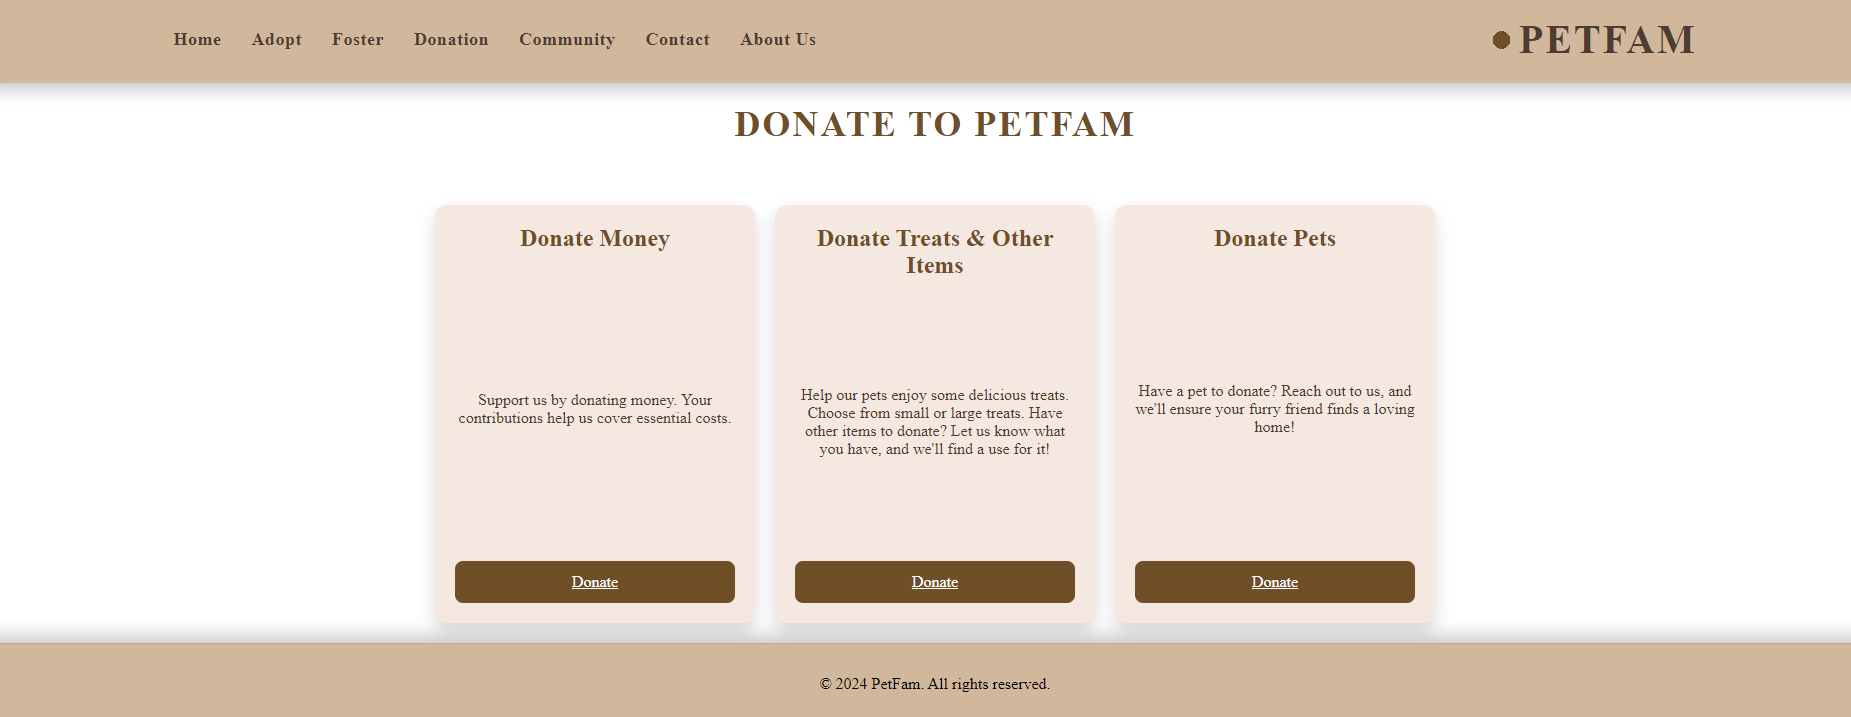 Home Adopt Foster Donation Community Contact About Us PETFAM
DONATE TO PETFAM
Donate Money
Support us by donating money. Your
contributions help us cover essential costs.
Donate
Donate Treats & Other
Items
Help our pets enjoy some delicious treats.
Choose from small or large treats. Have
other items to donate? Let us know what
you have, and we'll find a use for it!
Donate
Donate Pets
Have a pet to donate? Reach out to us, and
we'll ensure your furry friend finds a loving
home!
Donate
© 2024 PetFam. All rights reserved.